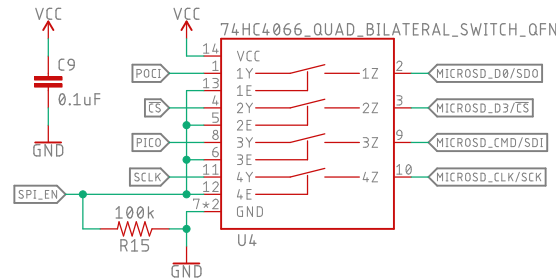 VCC
VCC
74HC4066_QUAD_BILATERAL_SWITCH_QFN
C9
0.1uF
GND
14 VCC
POCI 1 1Y 1Z 2 MICROSD_D0/SDO
13 1E
CS 4 2Y 2Z 3 MICROSD_D3/CS
5 2E
PICO 8 3Y 3Z 9 MICROSD_CMD/SDI
6 3E
SCLK 11 4Y 4Z 10 MICROSD_CLK/SCK
SPI_EN 12 4E
7*2 GND
100k
R15
U4
GND